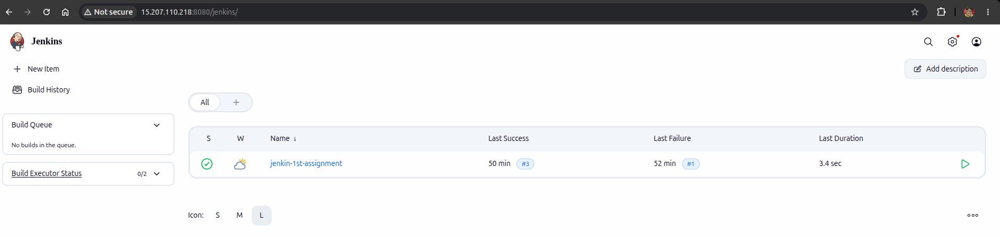 Not secure 15.207.110.218:8080/jenkins/
Jenkins
New Item
Add description
Build History
All +
Build Queue
No builds in the queue.
Build Executor Status 0/2
S W Name ↓ Last Success Last Failure Last Duration
jenkin-1st-assignment 50 min #3 52 min #1 3.4 sec
Icon: S M L